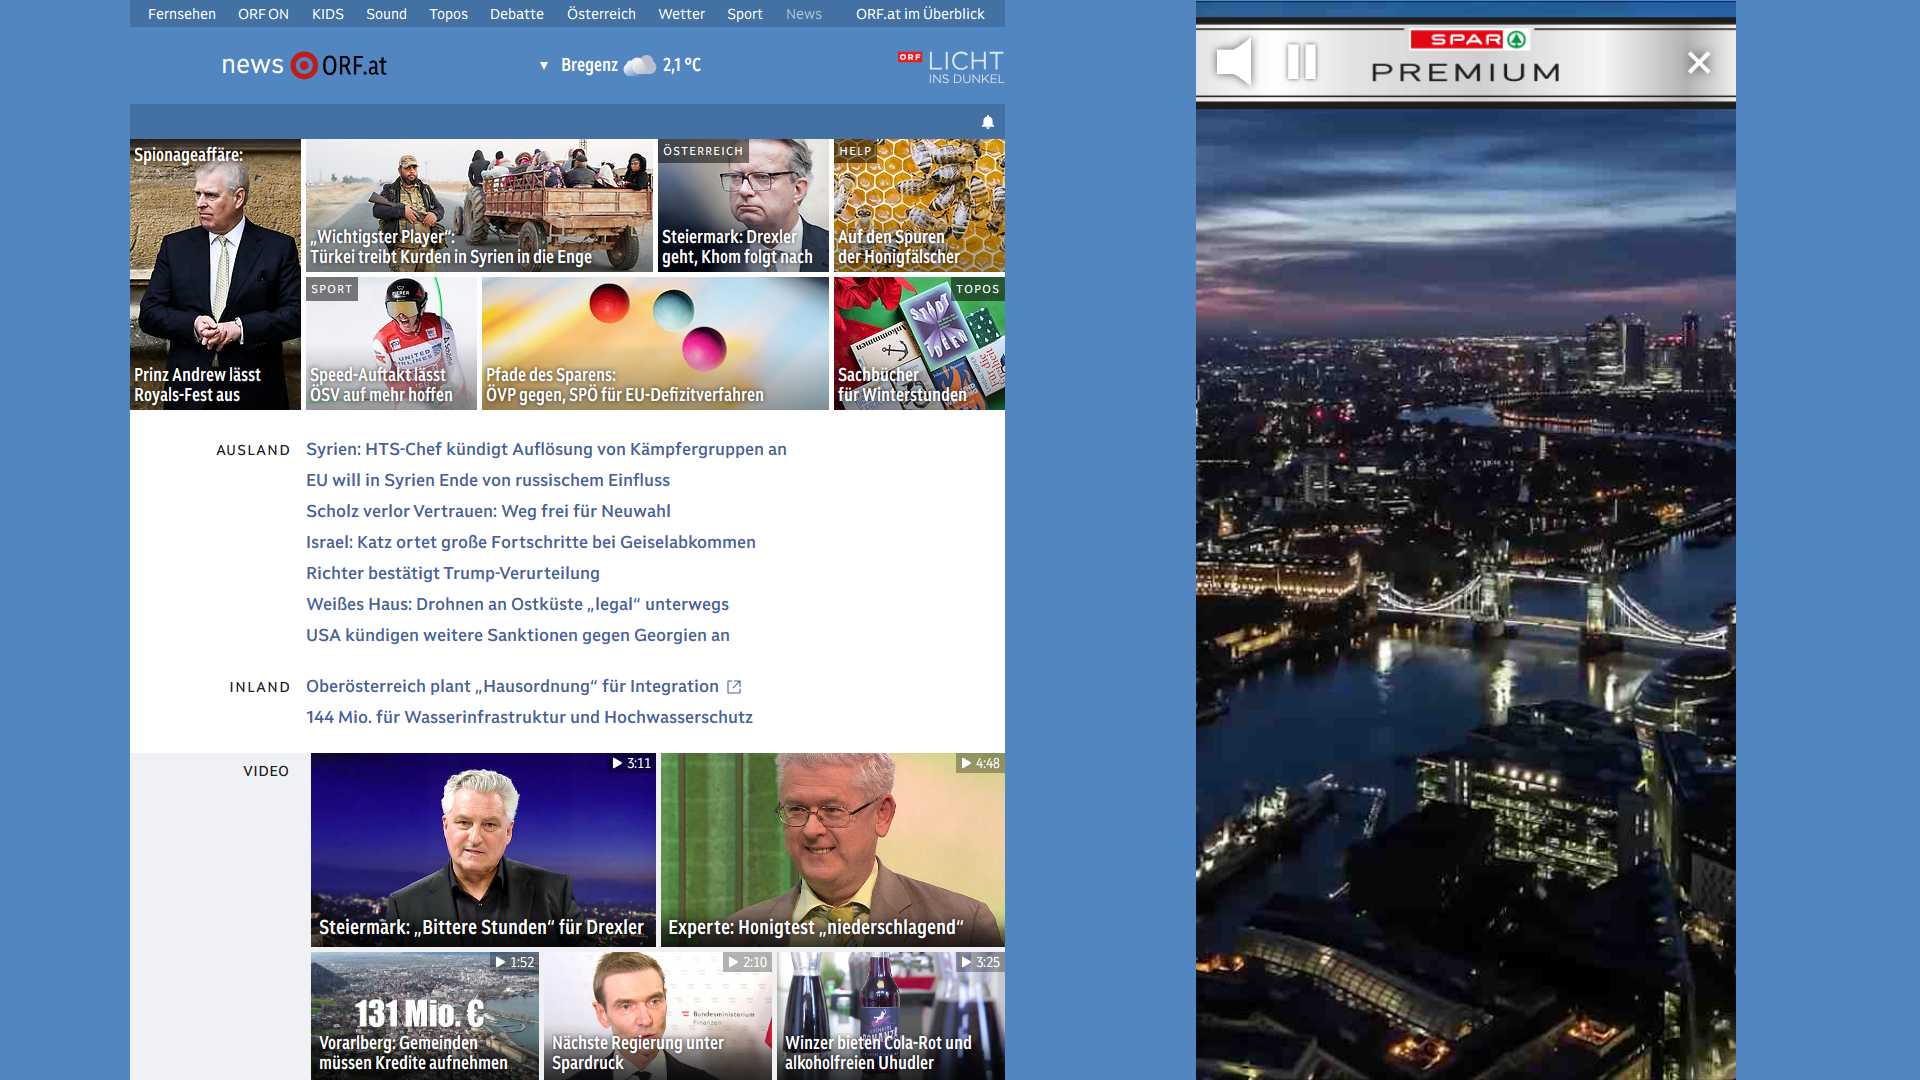 Fernsehen ORF ON KIDS Sound Topos Debatte Österreich Wetter Sport News ORF.at im Überblick
news ORF.at
Bregenz 2,1 °C
ORF LICHT
INS DUNKEL
Spionageaffäre:
Prinz Andrew lässt
Royals-Fest aus
„Wichtigster Player“:
Türkei treibt Kurden in Syrien in die Enge
ÖSTERREICH
Steiermark: Drexler
geht, Khom folgt nach
HELP
Auf den Spuren
der Honigfälscher
SPORT
Speed-Auftakt lässt
ÖSV auf mehr hoffen
Pfade des Sparens:
ÖVP gegen, SPÖ für EU-Defizitverfahren
TOPOS
Sachbücher
für Winterstunden
AUSLAND
Syrien: HTS-Chef kündigt Auflösung von Kämpfergruppen an
EU will in Syrien Ende von russischem Einfluss
Scholz verlor Vertrauen: Weg frei für Neuwahl
Israel: Katz ortet große Fortschritte bei Geiselabkommen
Richter bestätigt Trump-Verurteilung
Weißes Haus: Drohnen an Ostküste „legal“ unterwegs
USA kündigen weitere Sanktionen gegen Georgien an
INLAND
Oberösterreich plant „Hausordnung“ für Integration
144 Mio. für Wasserinfrastruktur und Hochwasserschutz
VIDEO
3:11
Steiermark: „Bittere Stunden“ für Drexler
4:48
Experte: Honigtest „niederschlagend“
1:52
131 Mio. €
Vorarlberg: Gemeinden
müssen Kredite aufnehmen
2:10
Bundesministerium
Finanzen
Nächste Regierung unter
Spardruck
3:25
Winzer bieten Cola-Rot und
alkoholfreien Uhudler
SPAR
PREMIUM
UNITED
AIRLINES
Ankommen
STADT
IDEEN